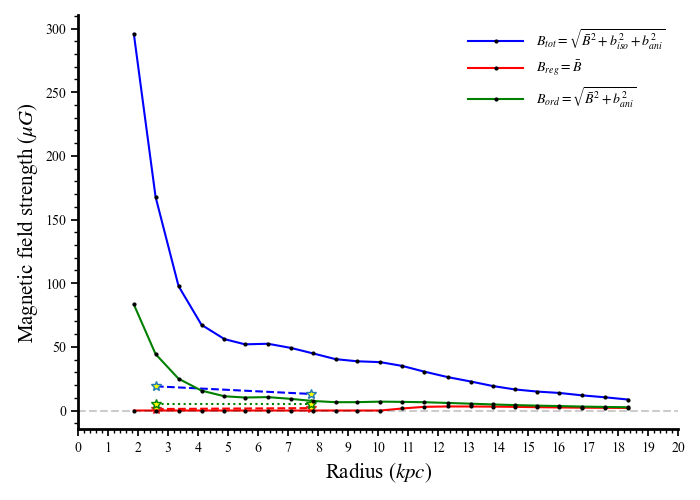 300
250
200
150
100
50
0
Magnetic field strength (μG)
B_tot = √(B̄² + b_iso² + b_ani²)
B_reg = B̄
B_ord = √(B̄² + b_ani²)
0 1 2 3 4 5 6 7 8 9 10 11 12 13 14 15 16 17 18 19 20
Radius (kpc)